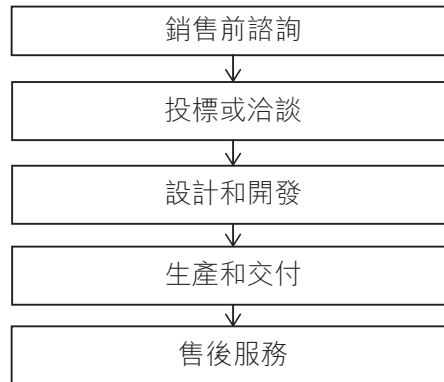 銷售前諮詢
投標或洽談
設計和開發
生產和交付
售後服務